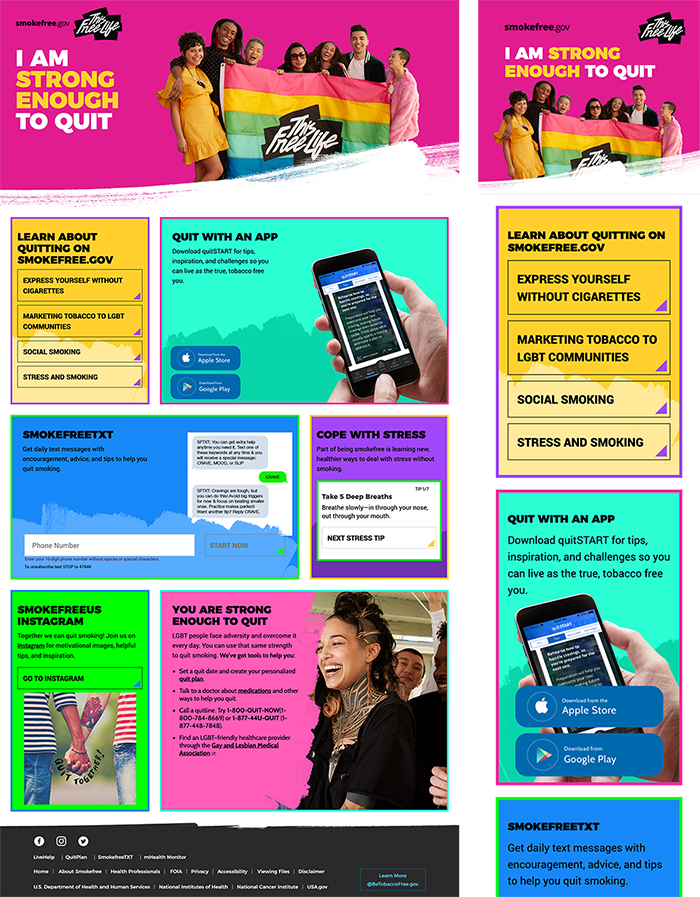 smokefree.gov
This Free Life
I AM
STRONG
ENOUGH
TO QUIT
This
Free Life
LEARN ABOUT
QUITTING ON
SMOKEFREE.GOV
EXPRESS YOURSELF WITHOUT
CIGARETTES
MARKETING TOBACCO TO LGBT
COMMUNITIES
SOCIAL SMOKING
STRESS AND SMOKING
QUIT WITH AN APP
Download quitSTART for tips,
inspiration, and challenges so you
can live as the true, tobacco free
you.
quitSTART
Download from the
Apple Store
Download from
Google Play
SMOKEFREETXT
Get daily text messages with
encouragement, advice, and tips to help you
quit smoking.
SFTXT: You can get extra help
anytime you need it. Text one of
these keywords at any time & you
will receive a special message:
CRAVE, MOOD, or SLIP
CRAVE
SFTXT: Cravings are tough, but
you can do this! Avoid big triggers
for now & focus on beating smaller
ones. Practice makes perfect!
Want another tip? Reply CRAVE.
Phone Number
START NOW
Enter your 10-digit phone number without spaces or special characters.
To unsubscribe text STOP to 47848
COPE WITH STRESS
Part of being smokefree is learning new,
healthier ways to deal with stress without
smoking.
TIP 1/7
Take 5 Deep Breaths
Breathe slowly—in through your nose,
out through your mouth.
NEXT STRESS TIP
SMOKEFREEUS
INSTAGRAM
Together we can quit smoking! Join us on
Instagram for motivational images, helpful
tips, and inspiration.
GO TO INSTAGRAM
QUIT TOGETHER!
YOU ARE STRONG
ENOUGH TO QUIT
LGBT people face adversity and overcome it
every day. You can use that same strength
to quit smoking. We've got tools to help you:
• Set a quit date and create your personalized
quit plan.
• Talk to a doctor about medications and other
ways to help you quit.
• Call a quitline. Try 1-800-QUIT-NOW(1-
800-784-8669) or 1-877-44U-QUIT (1-
877-448-7848).
• Find an LGBT-friendly healthcare provider
through the Gay and Lesbian Medical
Association
LiveHelp | QuitPlan | SmokefreeTXT | mHealth Monitor
Home | About Smokefree | Health Professionals | FOIA | Privacy | Accessibility | Viewing Files | Disclaimer
U.S. Department of Health and Human Services | National Institutes of Health | National Cancer Institute | USA.gov
Learn More
@BeTobaccoFree.gov
smokefree.gov
This Free Life
I AM STRONG
ENOUGH TO QUIT
This
Free Life
LEARN ABOUT QUITTING ON
SMOKEFREE.GOV
EXPRESS YOURSELF
WITHOUT CIGARETTES
MARKETING TOBACCO TO
LGBT COMMUNITIES
SOCIAL SMOKING
STRESS AND SMOKING
QUIT WITH AN APP
Download quitSTART for tips,
inspiration, and challenges so you
can live as the true, tobacco free
you.
quitSTART
Download from the
Apple Store
Download from
Google Play
SMOKEFREETXT
Get daily text messages with
encouragement, advice, and tips
to help you quit smoking.